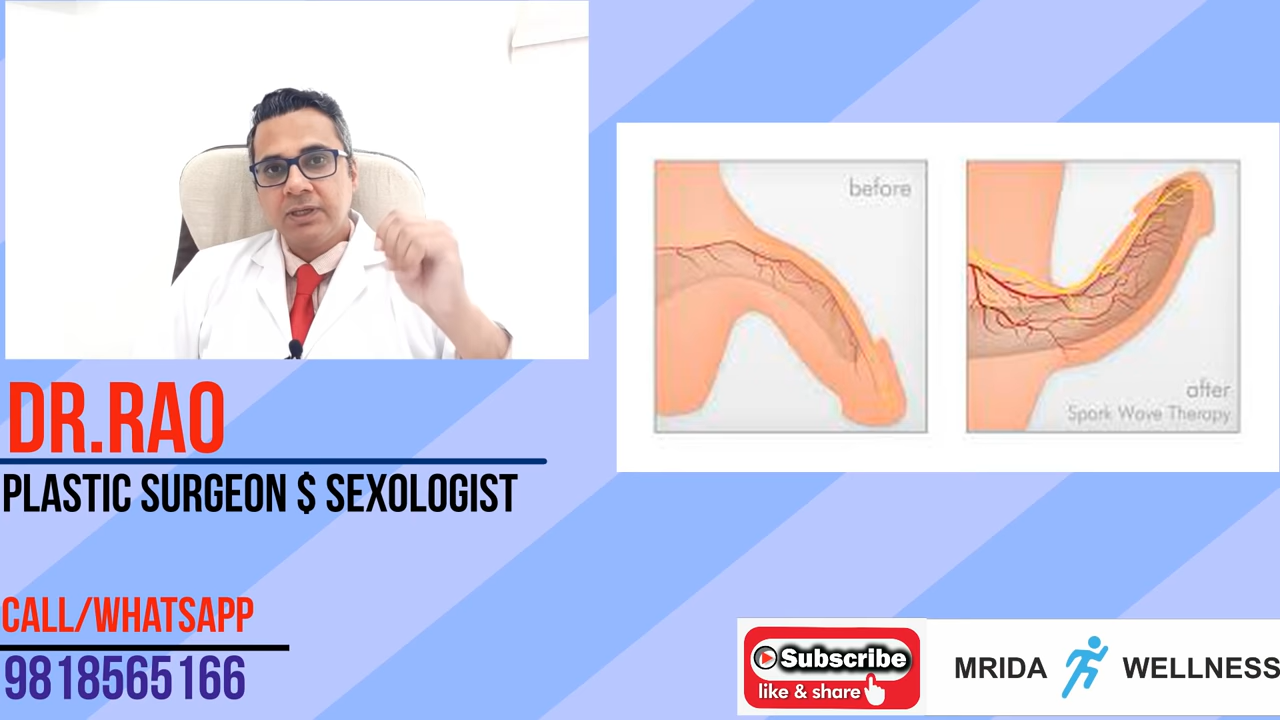 before
after
Spark Wave Therapy
DR.RAO
PLASTIC SURGEON $ SEXOLOGIST
CALL/WHATSAPP
9818565166
Subscribe
like & share
MRIDA WELLNESS